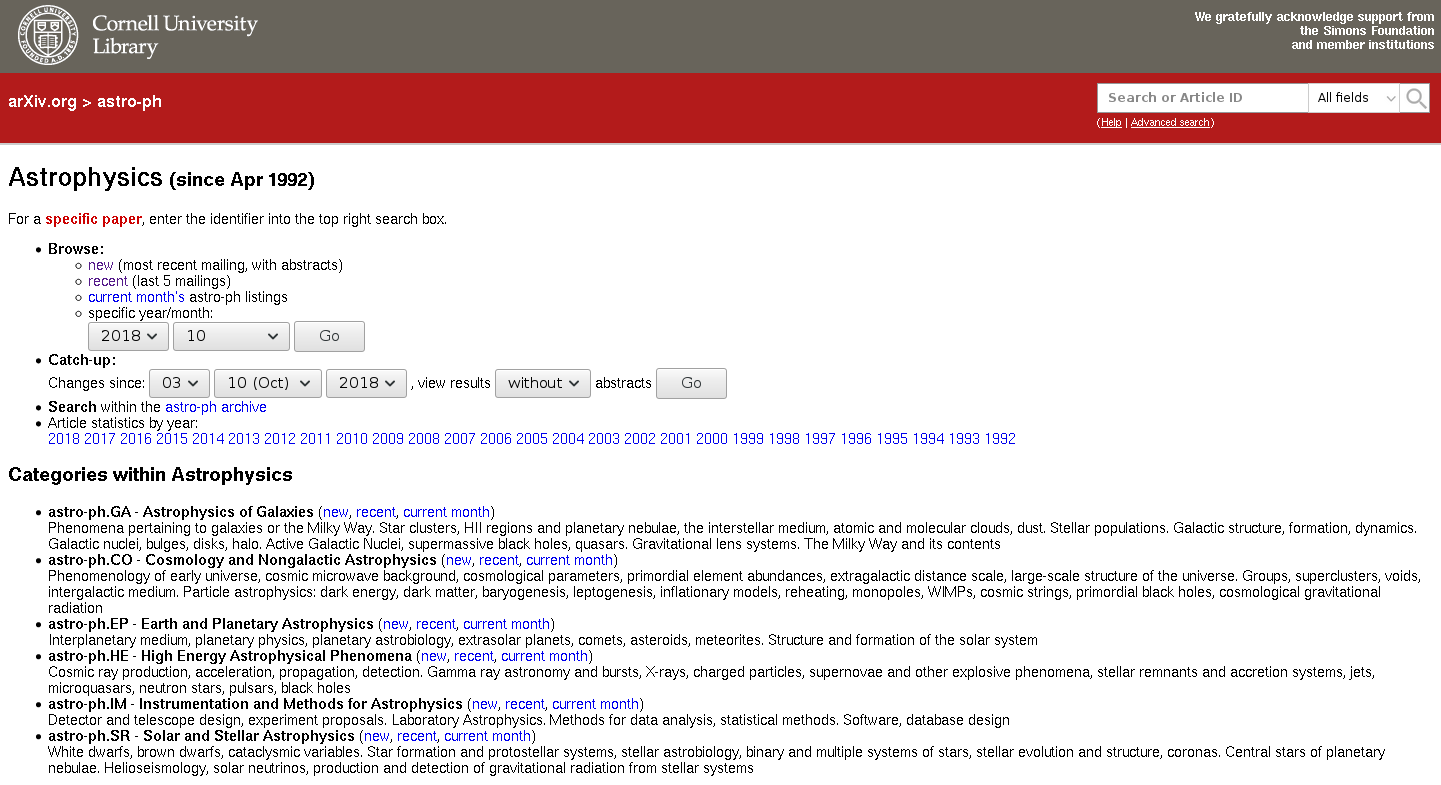 Cornell University
Library
We gratefully acknowledge support from
the Simons Foundation
and member institutions
arXiv.org > astro-ph
Search or Article ID
All fields
(Help | Advanced search)
Astrophysics (since Apr 1992)
For a specific paper, enter the identifier into the top right search box.
Browse:
new (most recent mailing, with abstracts)
recent (last 5 mailings)
current month's astro-ph listings
specific year/month:
2018 10 Go
Catch-up:
Changes since: 03 10 (Oct) 2018 , view results without abstracts Go
Search within the astro-ph archive
Article statistics by year:
2018 2017 2016 2015 2014 2013 2012 2011 2010 2009 2008 2007 2006 2005 2004 2003 2002 2001 2000 1999 1998 1997 1996 1995 1994 1993 1992
Categories within Astrophysics
astro-ph.GA - Astrophysics of Galaxies (new, recent, current month)
Phenomena pertaining to galaxies or the Milky Way. Star clusters, HII regions and planetary nebulae, the interstellar medium, atomic and molecular clouds, dust. Stellar populations. Galactic structure, formation, dynamics.
Galactic nuclei, bulges, disks, halo. Active Galactic Nuclei, supermassive black holes, quasars. Gravitational lens systems. The Milky Way and its contents
astro-ph.CO - Cosmology and Nongalactic Astrophysics (new, recent, current month)
Phenomenology of early universe, cosmic microwave background, cosmological parameters, primordial element abundances, extragalactic distance scale, large-scale structure of the universe. Groups, superclusters, voids,
intergalactic medium. Particle astrophysics: dark energy, dark matter, baryogenesis, leptogenesis, inflationary models, reheating, monopoles, WIMPs, cosmic strings, primordial black holes, cosmological gravitational
radiation
astro-ph.EP - Earth and Planetary Astrophysics (new, recent, current month)
Interplanetary medium, planetary physics, planetary astrobiology, extrasolar planets, comets, asteroids, meteorites. Structure and formation of the solar system
astro-ph.HE - High Energy Astrophysical Phenomena (new, recent, current month)
Cosmic ray production, acceleration, propagation, detection. Gamma ray astronomy and bursts, X-rays, charged particles, supernovae and other explosive phenomena, stellar remnants and accretion systems, jets,
microquasars, neutron stars, pulsars, black holes
astro-ph.IM - Instrumentation and Methods for Astrophysics (new, recent, current month)
Detector and telescope design, experiment proposals. Laboratory Astrophysics. Methods for data analysis, statistical methods. Software, database design
astro-ph.SR - Solar and Stellar Astrophysics (new, recent, current month)
White dwarfs, brown dwarfs, cataclysmic variables. Star formation and protostellar systems, stellar astrobiology, binary and multiple systems of stars, stellar evolution and structure, coronas. Central stars of planetary
nebulae. Helioseismology, solar neutrinos, production and detection of gravitational radiation from stellar systems